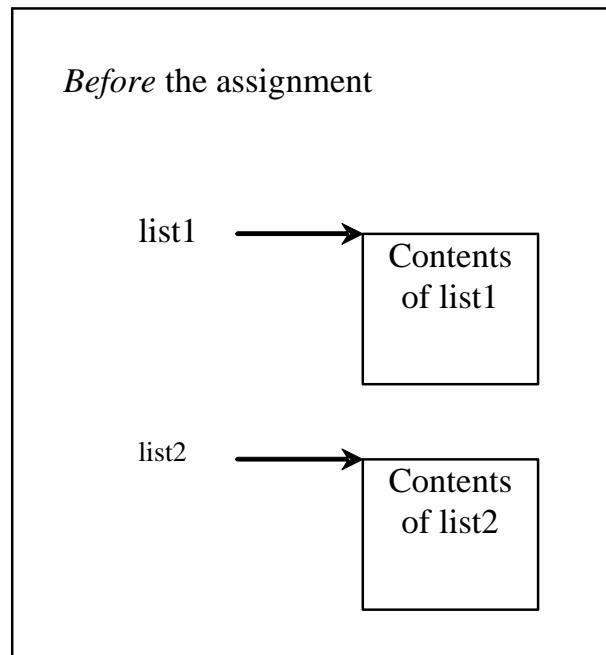 Before the assignment
list1
Contents
of list1
list2
Contents
of list2